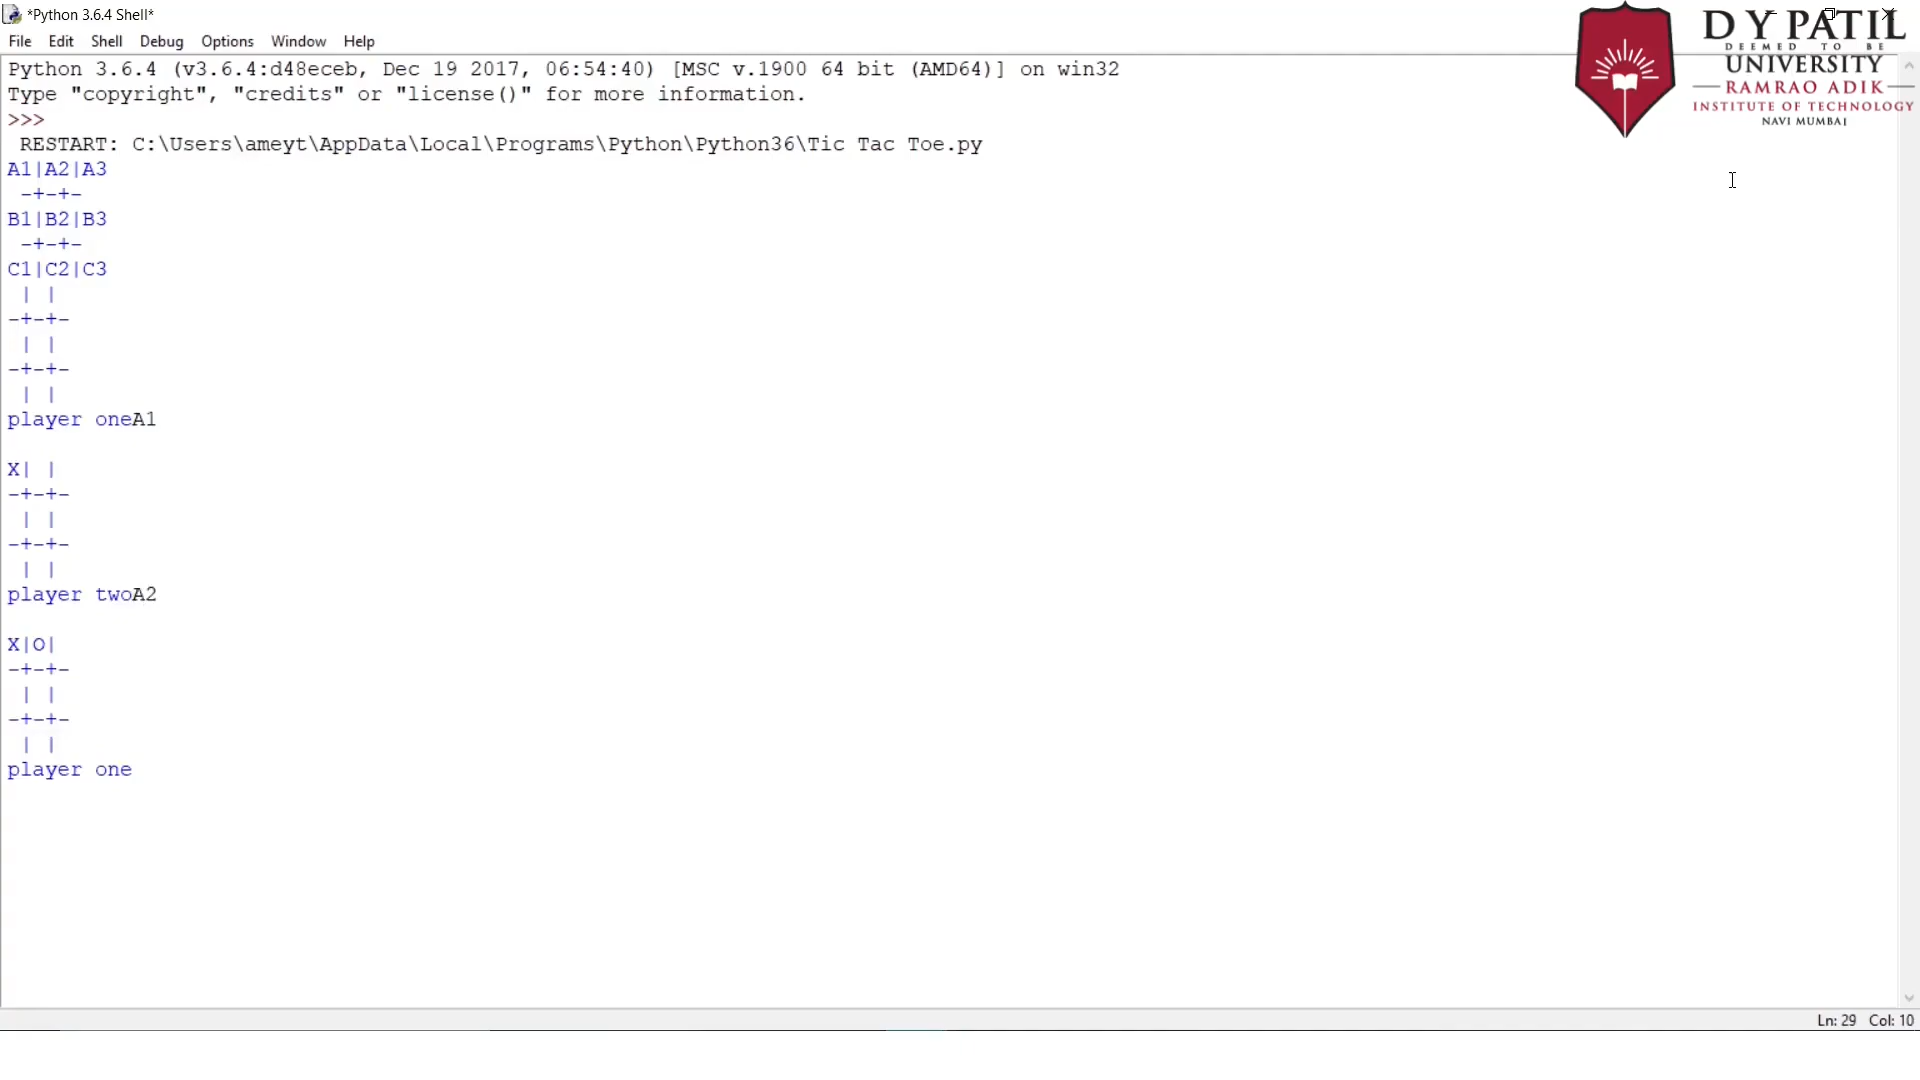 *Python 3.6.4 Shell*
File Edit Shell Debug Options Window Help
D Y PATIL
DEEMED TO BE
UNIVERSITY
RAMRAO ADIK
INSTITUTE OF TECHNOLOGY
NAVI MUMBAI
Python 3.6.4 (v3.6.4:d48eceb, Dec 19 2017, 06:54:40) [MSC v.1900 64 bit (AMD64)] on win32
Type "copyright", "credits" or "license()" for more information.
>>>
 RESTART: C:\Users\ameyt\AppData\Local\Programs\Python\Python36\Tic Tac Toe.py
A1|A2|A3
 -+-+-
B1|B2|B3
 -+-+-
C1|C2|C3
 | |
-+-+-
 | |
-+-+-
 | |
player oneA1

X| |
-+-+-
 | |
-+-+-
 | |
player twoA2

X|O|
-+-+-
 | |
-+-+-
 | |
player one
Ln: 29 Col: 10